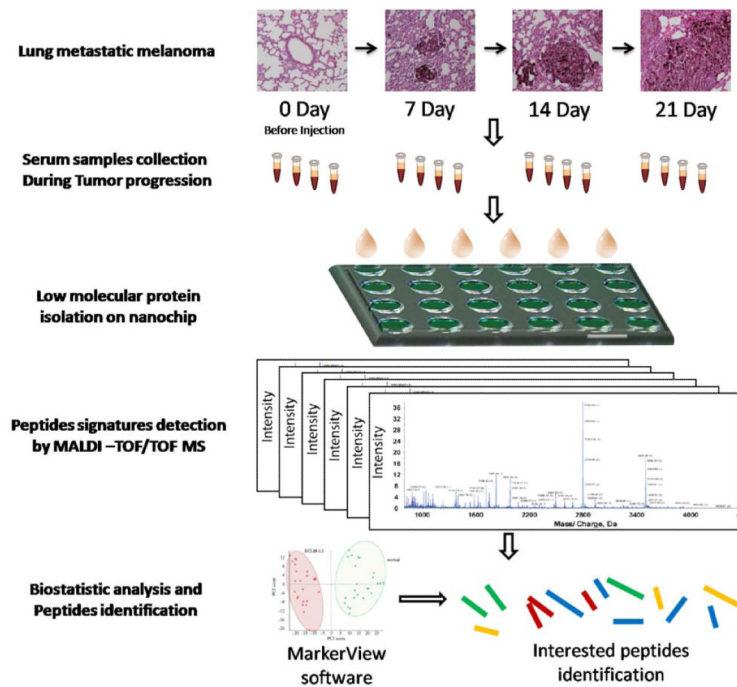 Lung metastatic melanoma
0 Day
7 Day
14 Day
21 Day
Before Injection
Serum samples collection
During Tumor progression
Low molecular protein
isolation on nanochip
Peptides signatures detection
by MALDI –TOF/TOF MS
Intensity
Intensity
Intensity
Intensity
Intensity
Intensity
36
32
28
24
20
16
12
8
4
0
1000
1600
2200
2800
3400
4000
Mass/ Charge, Da
Biostatistic analysis and
Peptides identification
normal
MarkerView
software
Interested peptides
identification